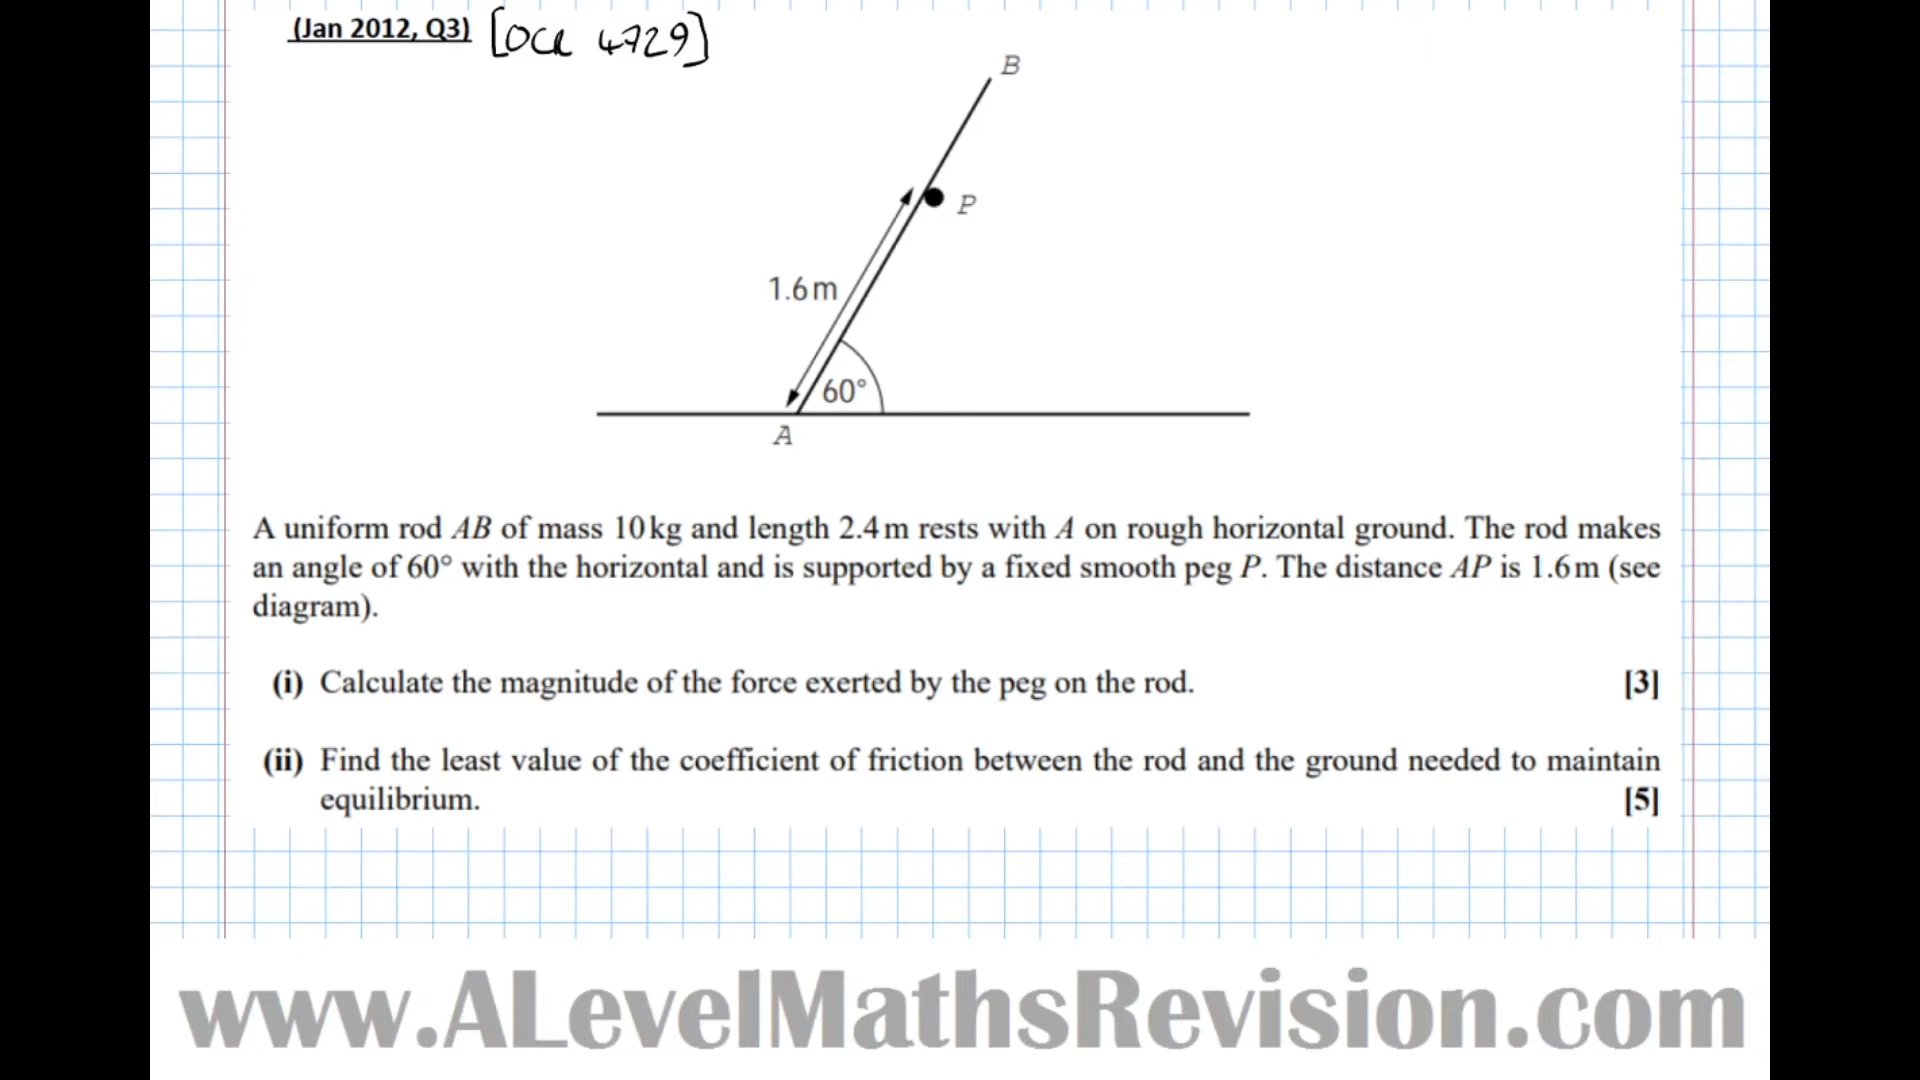 (Jan 2012, Q3) [OCR 4729]
B
P
1.6 m
60°
A
A uniform rod AB of mass 10 kg and length 2.4 m rests with A on rough horizontal ground. The rod makes
an angle of 60° with the horizontal and is supported by a fixed smooth peg P. The distance AP is 1.6 m (see
diagram).
(i) Calculate the magnitude of the force exerted by the peg on the rod. [3]
(ii) Find the least value of the coefficient of friction between the rod and the ground needed to maintain
equilibrium. [5]
www.ALevelMathsRevision.com